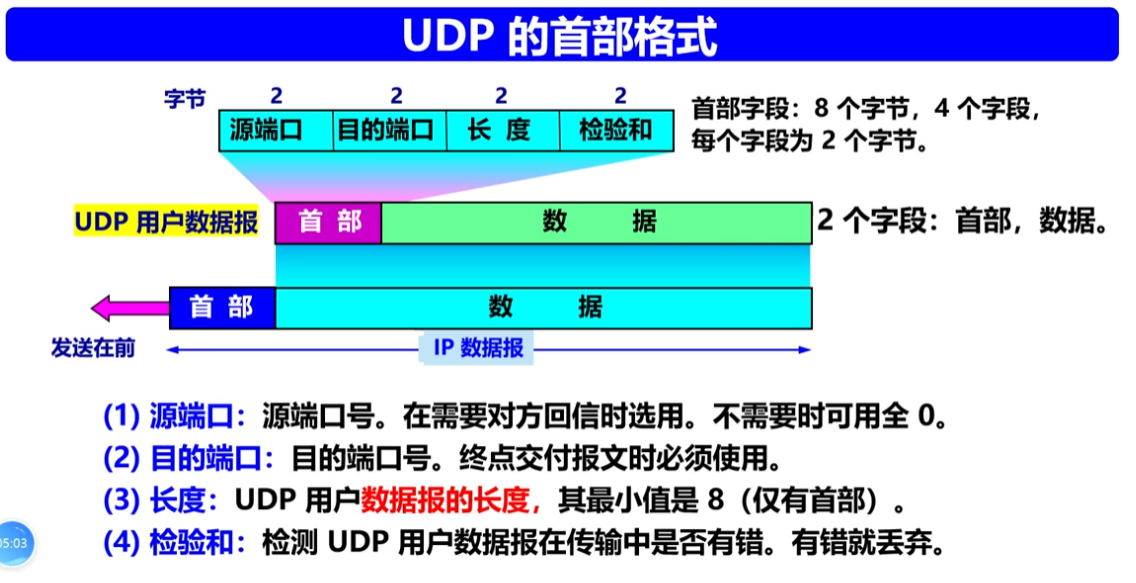 UDP 的首部格式
字节 2 2 2 2
源端口 目的端口 长 度 检验和
首部字段：8 个字节，4 个字段，
每个字段为 2 个字节。
UDP 用户数据报 首 部 数 据 2 个字段：首部，数据。
首 部 数 据
发送在前 IP 数据报
(1) 源端口：源端口号。在需要对方回信时选用。不需要时可用全 0。
(2) 目的端口：目的端口号。终点交付报文时必须使用。
(3) 长度：UDP 用户数据报的长度，其最小值是 8（仅有首部）。
(4) 检验和：检测 UDP 用户数据报在传输中是否有错。有错就丢弃。
05:03